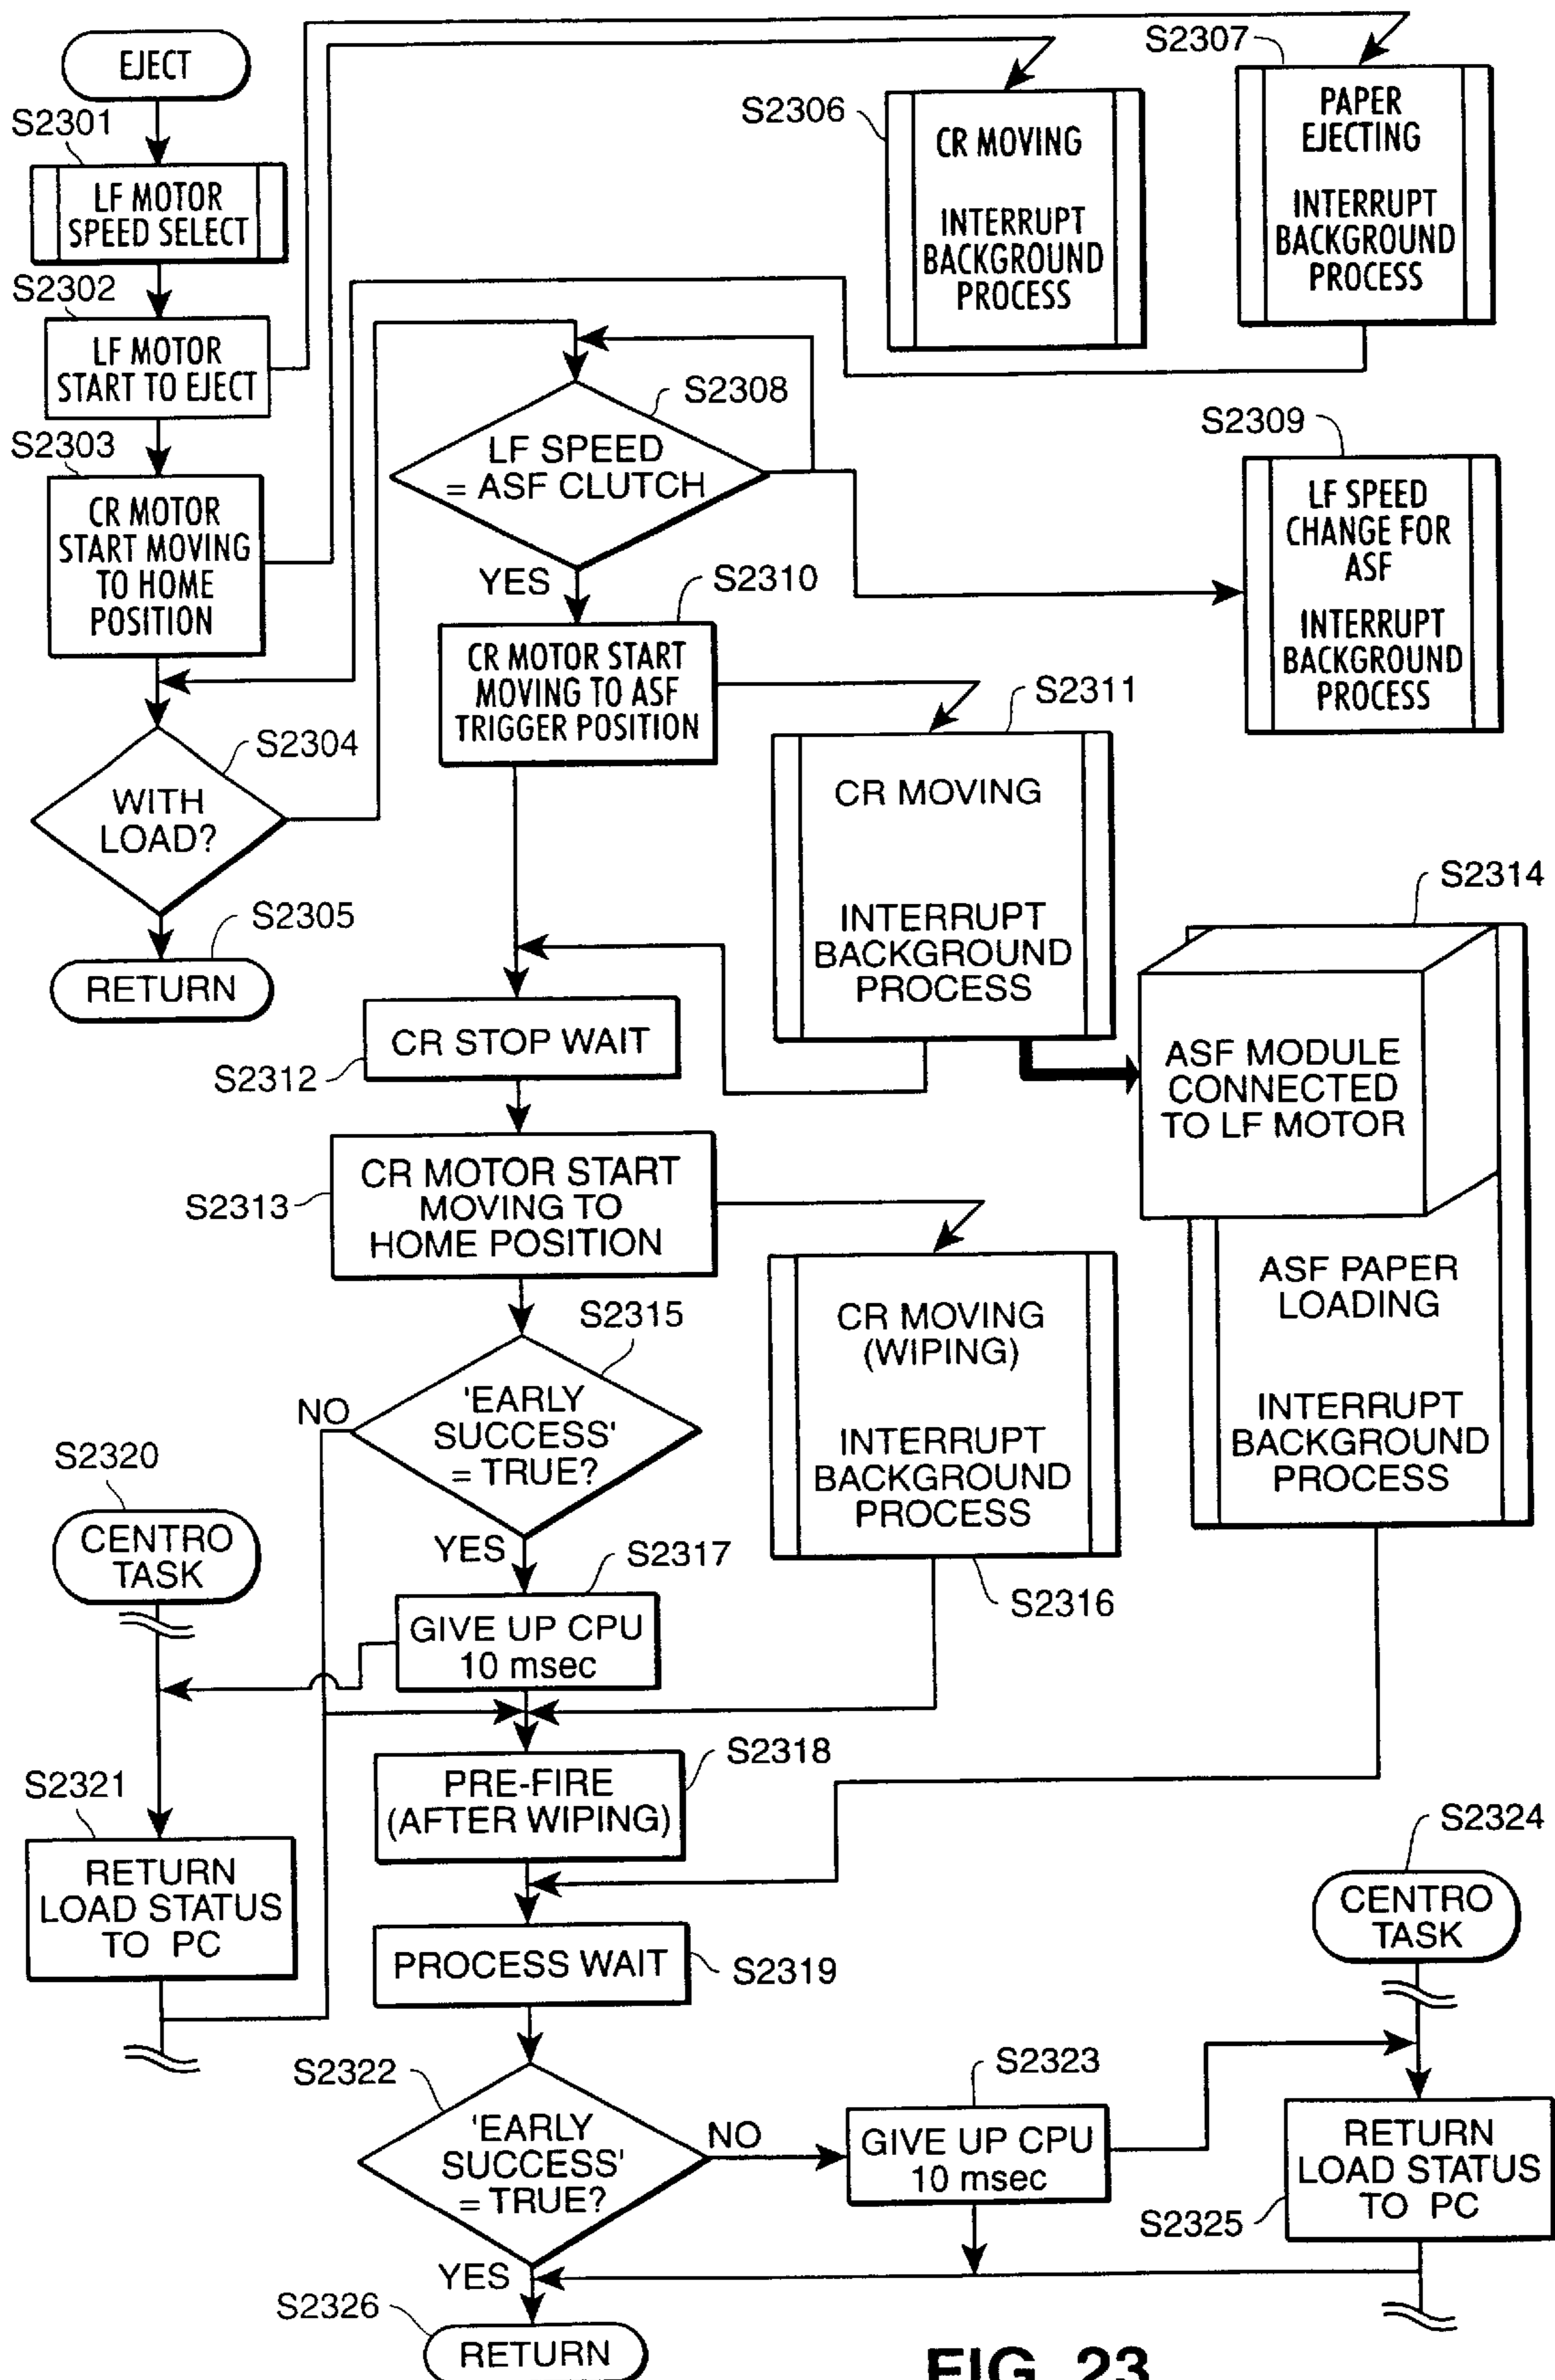 EJECT
S2301
LF MOTOR
SPEED SELECT
S2302
LF MOTOR
START TO EJECT
S2303
CR MOTOR
START MOVING
TO HOME
POSITION
S2304
WITH
LOAD?
S2305
RETURN
S2306
CR MOVING
INTERRUPT
BACKGROUND
PROCESS
S2307
PAPER
EJECTING
INTERRUPT
BACKGROUND
PROCESS
S2308
LF SPEED
= ASF CLUTCH
YES
S2309
LF SPEED
CHANGE FOR
ASF
INTERRUPT
BACKGROUND
PROCESS
S2310
CR MOTOR START
MOVING TO ASF
TRIGGER POSITION
S2311
CR MOVING
INTERRUPT
BACKGROUND
PROCESS
CR STOP WAIT
S2312
S2313
CR MOTOR START
MOVING TO
HOME POSITION
S2314
ASF MODULE
CONNECTED
TO LF MOTOR
ASF PAPER
LOADING
INTERRUPT
BACKGROUND
PROCESS
S2315
'EARLY
SUCCESS'
= TRUE?
NO
YES
CR MOVING
(WIPING)
INTERRUPT
BACKGROUND
PROCESS
S2316
S2317
GIVE UP CPU
10 msec
S2318
PRE-FIRE
(AFTER WIPING)
PROCESS WAIT
S2319
S2320
CENTRO
TASK
S2321
RETURN
LOAD STATUS
TO PC
S2322
'EARLY
SUCCESS'
= TRUE?
NO
YES
S2323
GIVE UP CPU
10 msec
S2324
CENTRO
TASK
RETURN
LOAD STATUS
TO PC
S2325
S2326
RETURN
FIG. 23